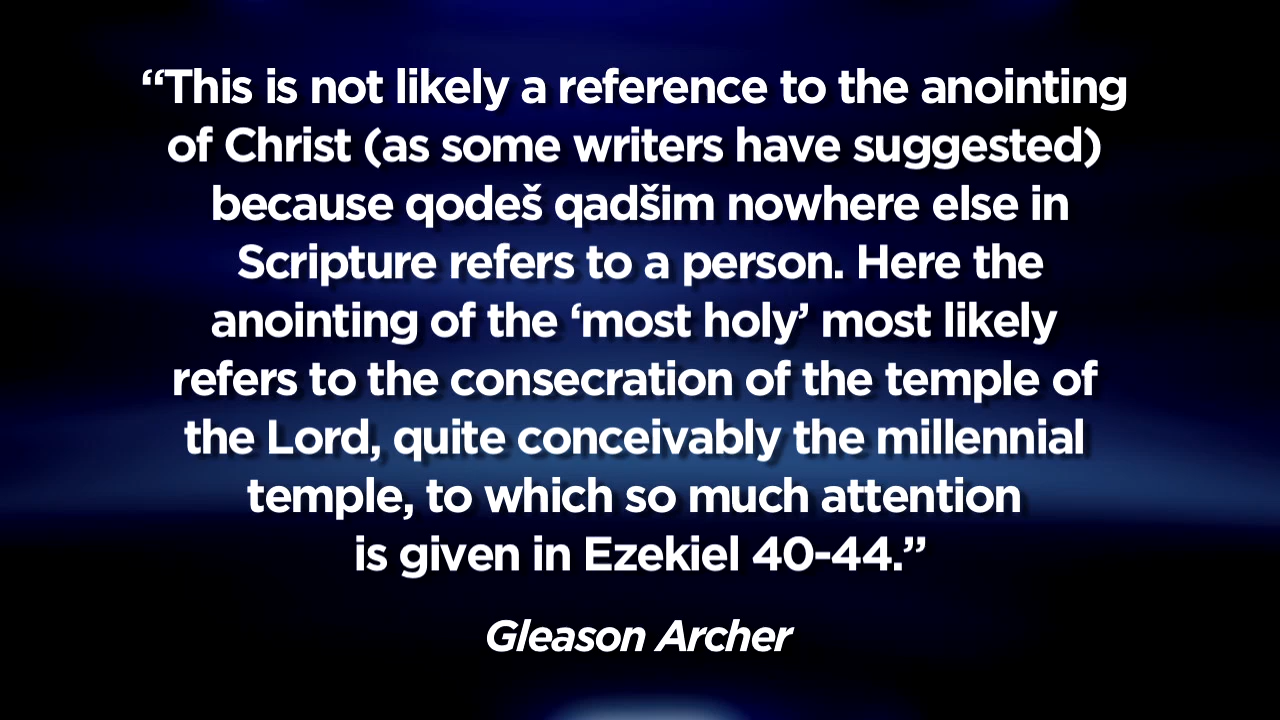 “This is not likely a reference to the anointing
of Christ (as some writers have suggested)
because qodeš qadšim nowhere else in
Scripture refers to a person. Here the
anointing of the ‘most holy’ most likely
refers to the consecration of the temple of
the Lord, quite conceivably the millennial
temple, to which so much attention
is given in Ezekiel 40-44.”
Gleason Archer